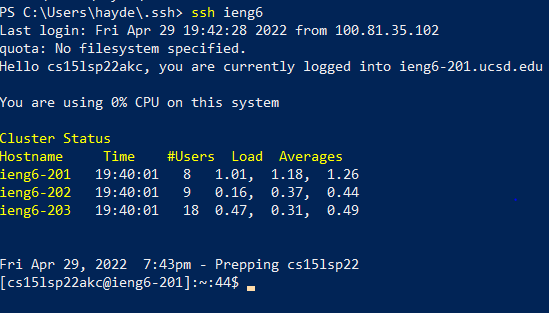 PS C:\Users\hayde\.ssh> ssh ieng6
Last login: Fri Apr 29 19:42:28 2022 from 100.81.35.102
quota: No filesystem specified.
Hello cs15lsp22akc, you are currently logged into ieng6-201.ucsd.edu
You are using 0% CPU on this system
Cluster Status
Hostname     Time    #Users  Load  Averages
ieng6-201   19:40:01   8   1.01,  1.18,  1.26
ieng6-202   19:40:01   9   0.16,  0.37,  0.44
ieng6-203   19:40:01   18  0.47,  0.31,  0.49
Fri Apr 29, 2022  7:43pm - Prepping cs15lsp22
[cs15lsp22akc@ieng6-201]:~:44$